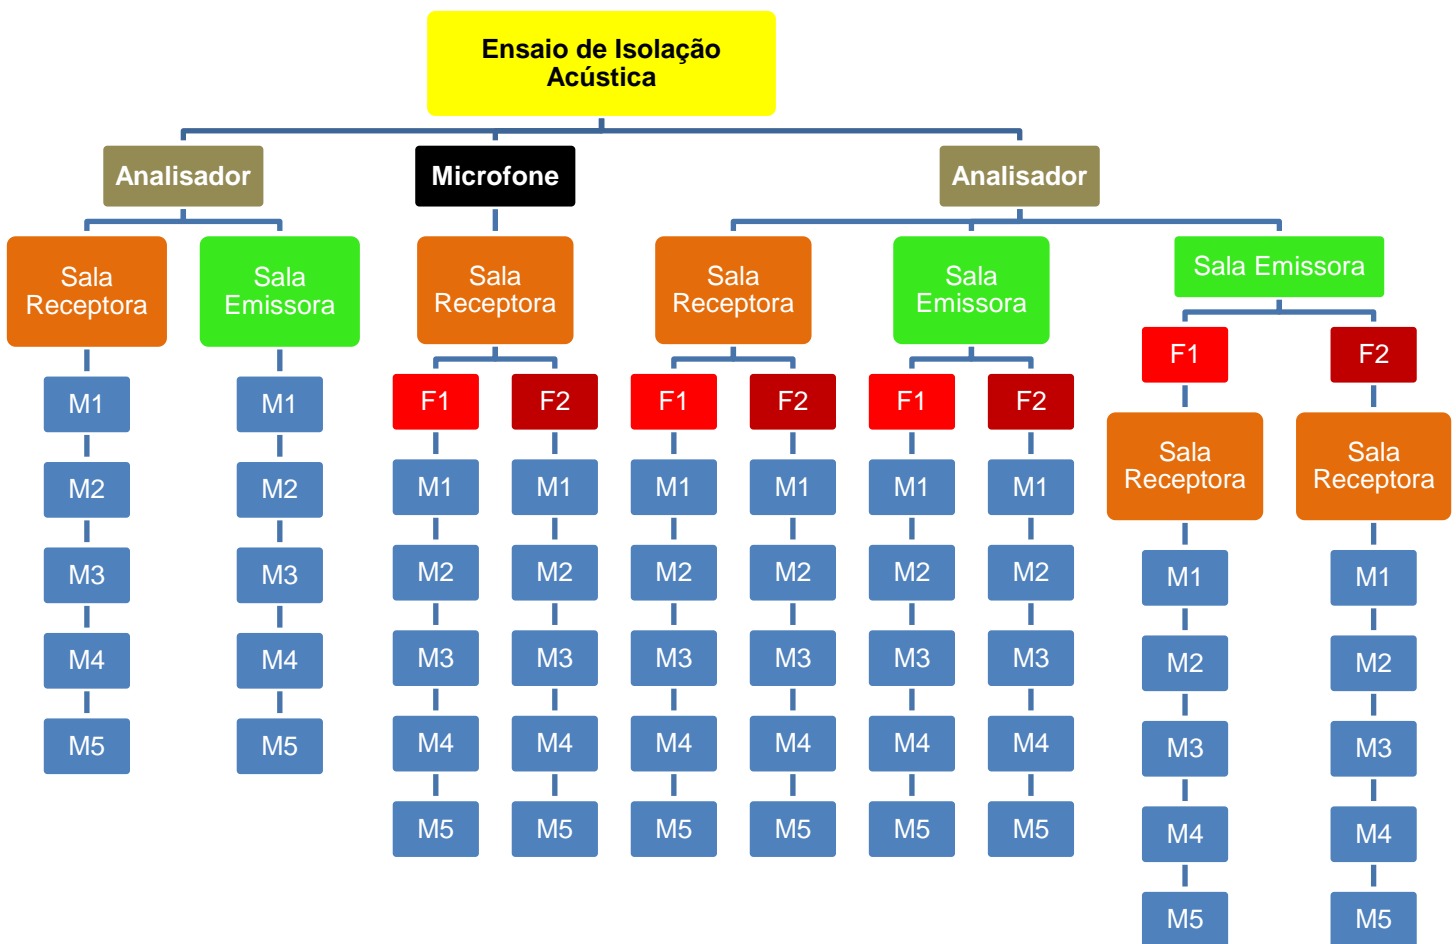 Ensaio de Isolação
Acústica
Analisador
Microfone
Analisador
Sala
Receptora
Sala
Emissora
Sala
Receptora
Sala
Receptora
Sala
Emissora
Sala Emissora
F1
F2
M1
M1
F1
F2
F1
F2
F1
F2
Sala
Receptora
Sala
Receptora
M2
M2
M1
M1
M1
M1
M1
M1
M3
M3
M2
M2
M2
M2
M2
M2
M1
M1
M4
M4
M3
M3
M3
M3
M3
M3
M2
M2
M5
M5
M4
M4
M4
M4
M4
M4
M3
M3
M5
M5
M5
M5
M5
M5
M4
M4
M5
M5